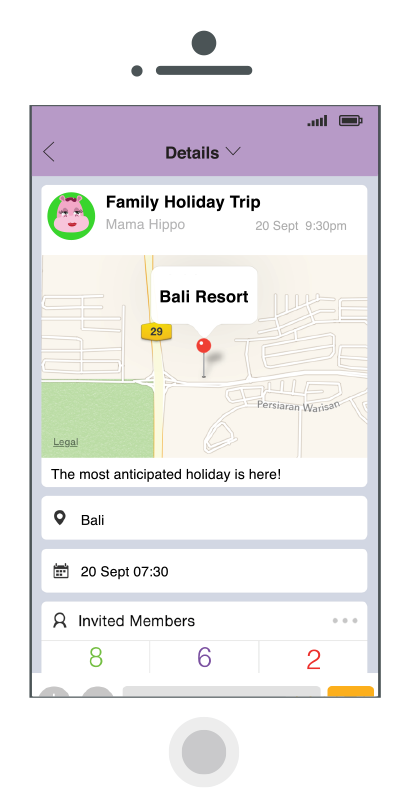 Details
Family Holiday Trip
Mama Hippo
20 Sept 9:30pm
Bali Resort
29
Persiaran Warisan
Legal
The most anticipated holiday is here!
Bali
20 Sept 07:30
Invited Members
8 6 2